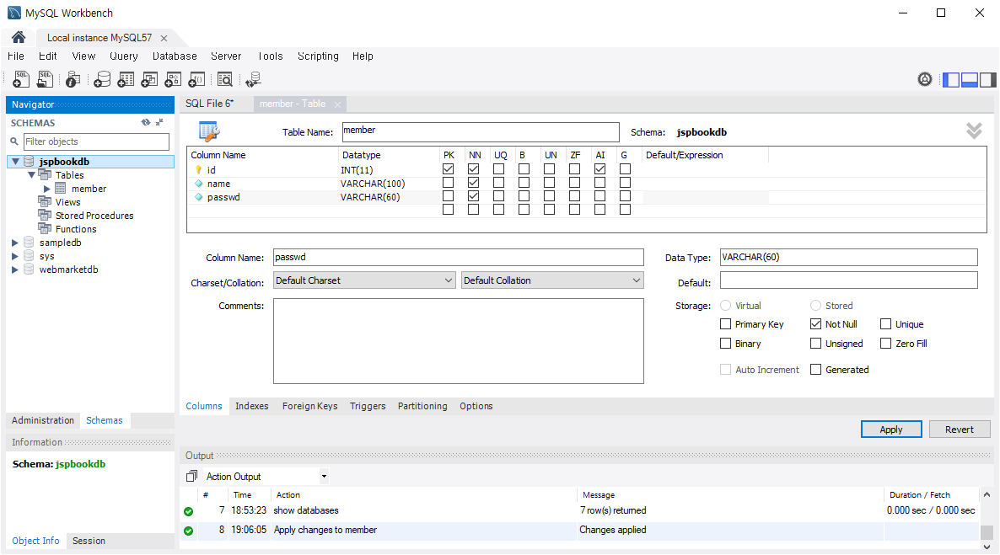 MySQL Workbench
Local instance MySQL57
File Edit View Query Database Server Tools Scripting Help
Navigator
SCHEMAS
Filter objects
jspbookdb
Tables
member
Views
Stored Procedures
Functions
sampledb
sys
webmarketdb
Administration Schemas
Information
Schema: jspbookdb
Object Info Session
SQL File 6* member - Table
Table Name: member Schema: jspbookdb
Column Name Datatype PK NN UQ B UN ZF AI G Default/Expression
id INT(11)
name VARCHAR(100)
passwd VARCHAR(60)
Column Name: passwd Data Type: VARCHAR(60)
Charset/Collation: Default Charset Default Collation Default:
Comments: Storage: Virtual Stored
Primary Key Not Null Unique
Binary Unsigned Zero Fill
Auto Increment Generated
Columns Indexes Foreign Keys Triggers Partitioning Options
Apply Revert
Output
Action Output
# Time Action Message Duration / Fetch
7 18:53:23 show databases 7 row(s) returned 0.000 sec / 0.000 sec
8 19:06:05 Apply changes to member Changes applied